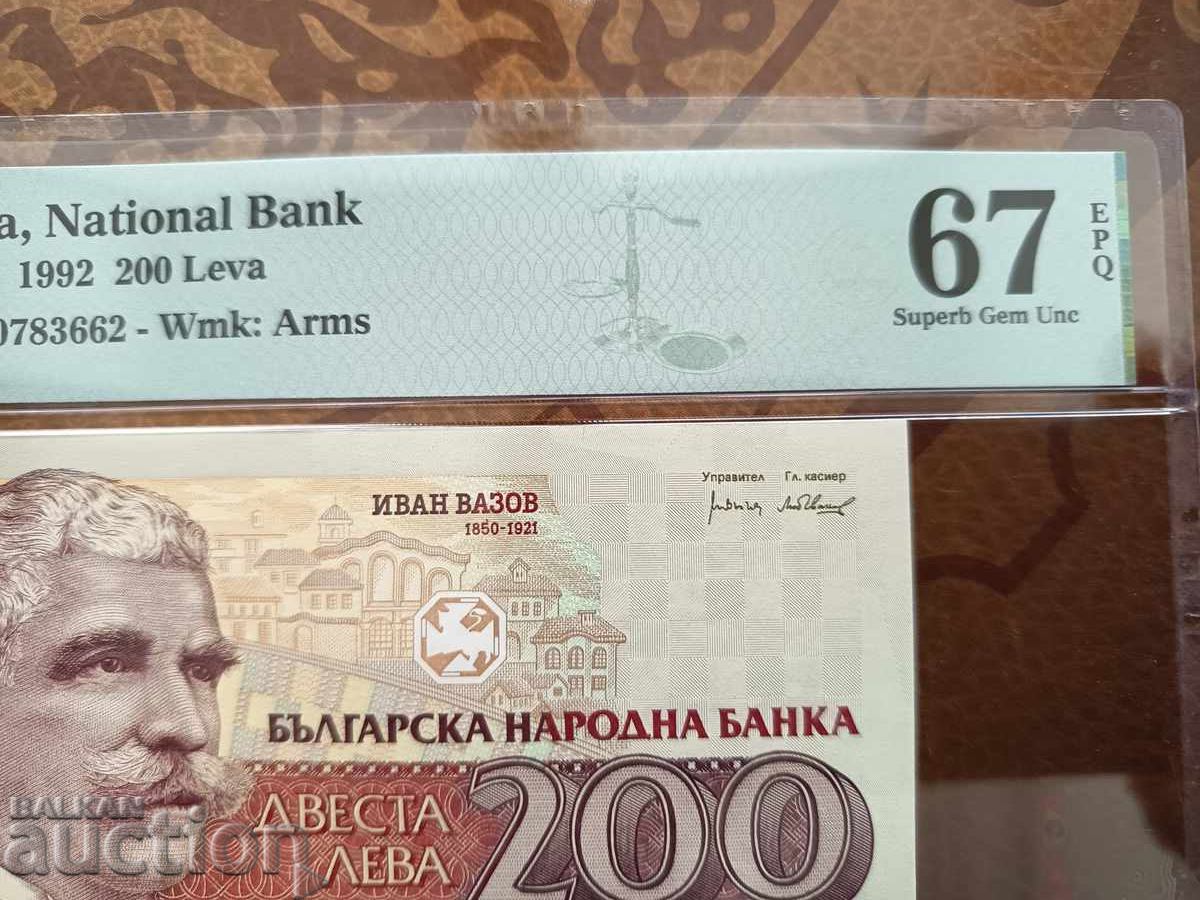 a, National Bank
1992 200 Leva
0783662 - Wmk: Arms
67
EPQ
Superb Gem Unc
Управител Гл. касиер
ИВАН ВАЗОВ
1850-1921
БЪЛГАРСКА НАРОДНА БАНКА
ДВЕСТА
ЛЕВА
200
BALKAN
auction